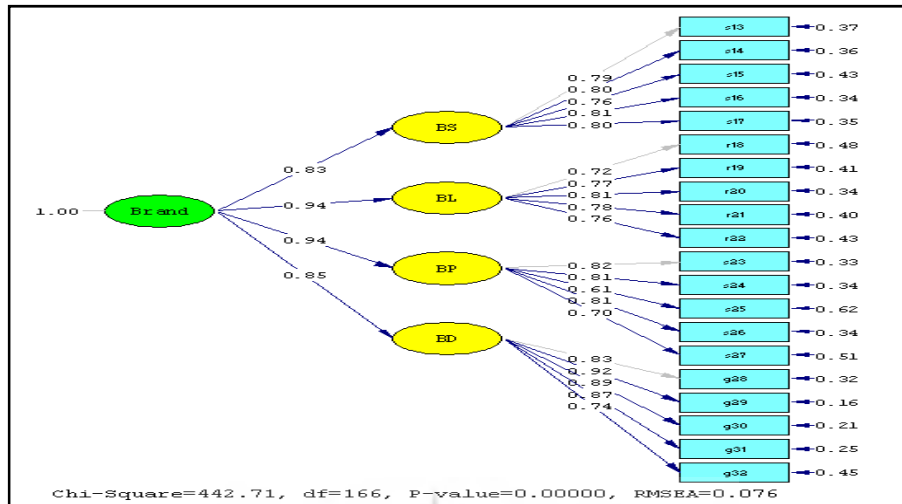 s13 0.37
s14 0.36
0.79
s15 0.43
0.80
0.76 s16 0.34
0.81
BS 0.80 s17 0.35
r18 0.48
0.83 0.72 r19 0.41
0.77
BL 0.81 r20 0.34
0.94 0.78
1.00 Brand 0.76 r21 0.40
r22 0.43
0.94
0.82 s23 0.33
BP 0.81
0.85 0.61 s24 0.34
0.81
0.70 s25 0.62
s26 0.34
BD
0.83 s27 0.51
0.92 g28 0.32
0.89
0.87 g29 0.16
0.74
g30 0.21
g31 0.25
g32 0.45
Chi-Square=442.71, df=166, P-value=0.00000, RMSEA=0.076